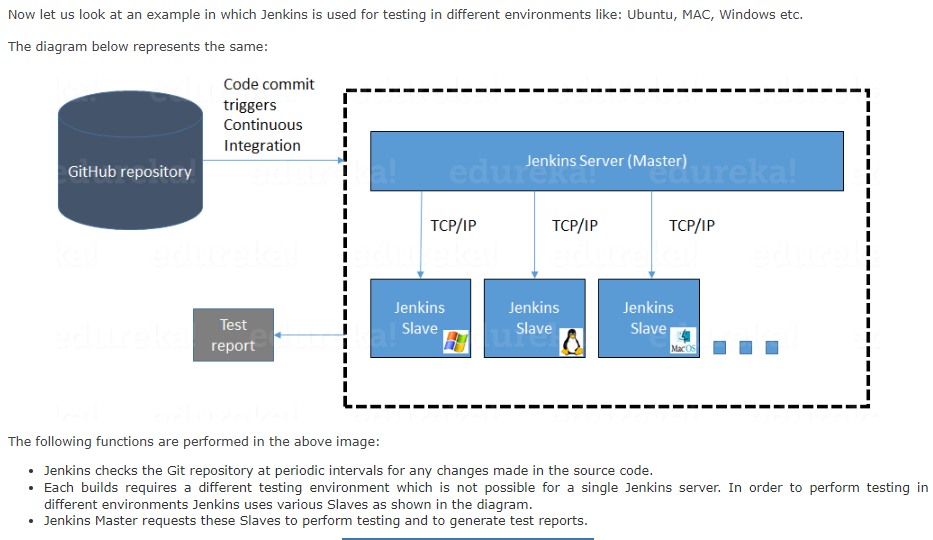 Now let us look at an example in which Jenkins is used for testing in different environments like: Ubuntu, MAC, Windows etc.
The diagram below represents the same:
Code commit
triggers
Continuous
Integration
GitHub repository
Jenkins Server (Master)
edureka!
edureka!
TCP/IP
TCP/IP
TCP/IP
Jenkins
Slave
Jenkins
Slave
Jenkins
Slave
MacOS
Test
report
The following functions are performed in the above image:
• Jenkins checks the Git repository at periodic intervals for any changes made in the source code.
• Each builds requires a different testing environment which is not possible for a single Jenkins server. In order to perform testing in
different environments Jenkins uses various Slaves as shown in the diagram.
• Jenkins Master requests these Slaves to perform testing and to generate test reports.